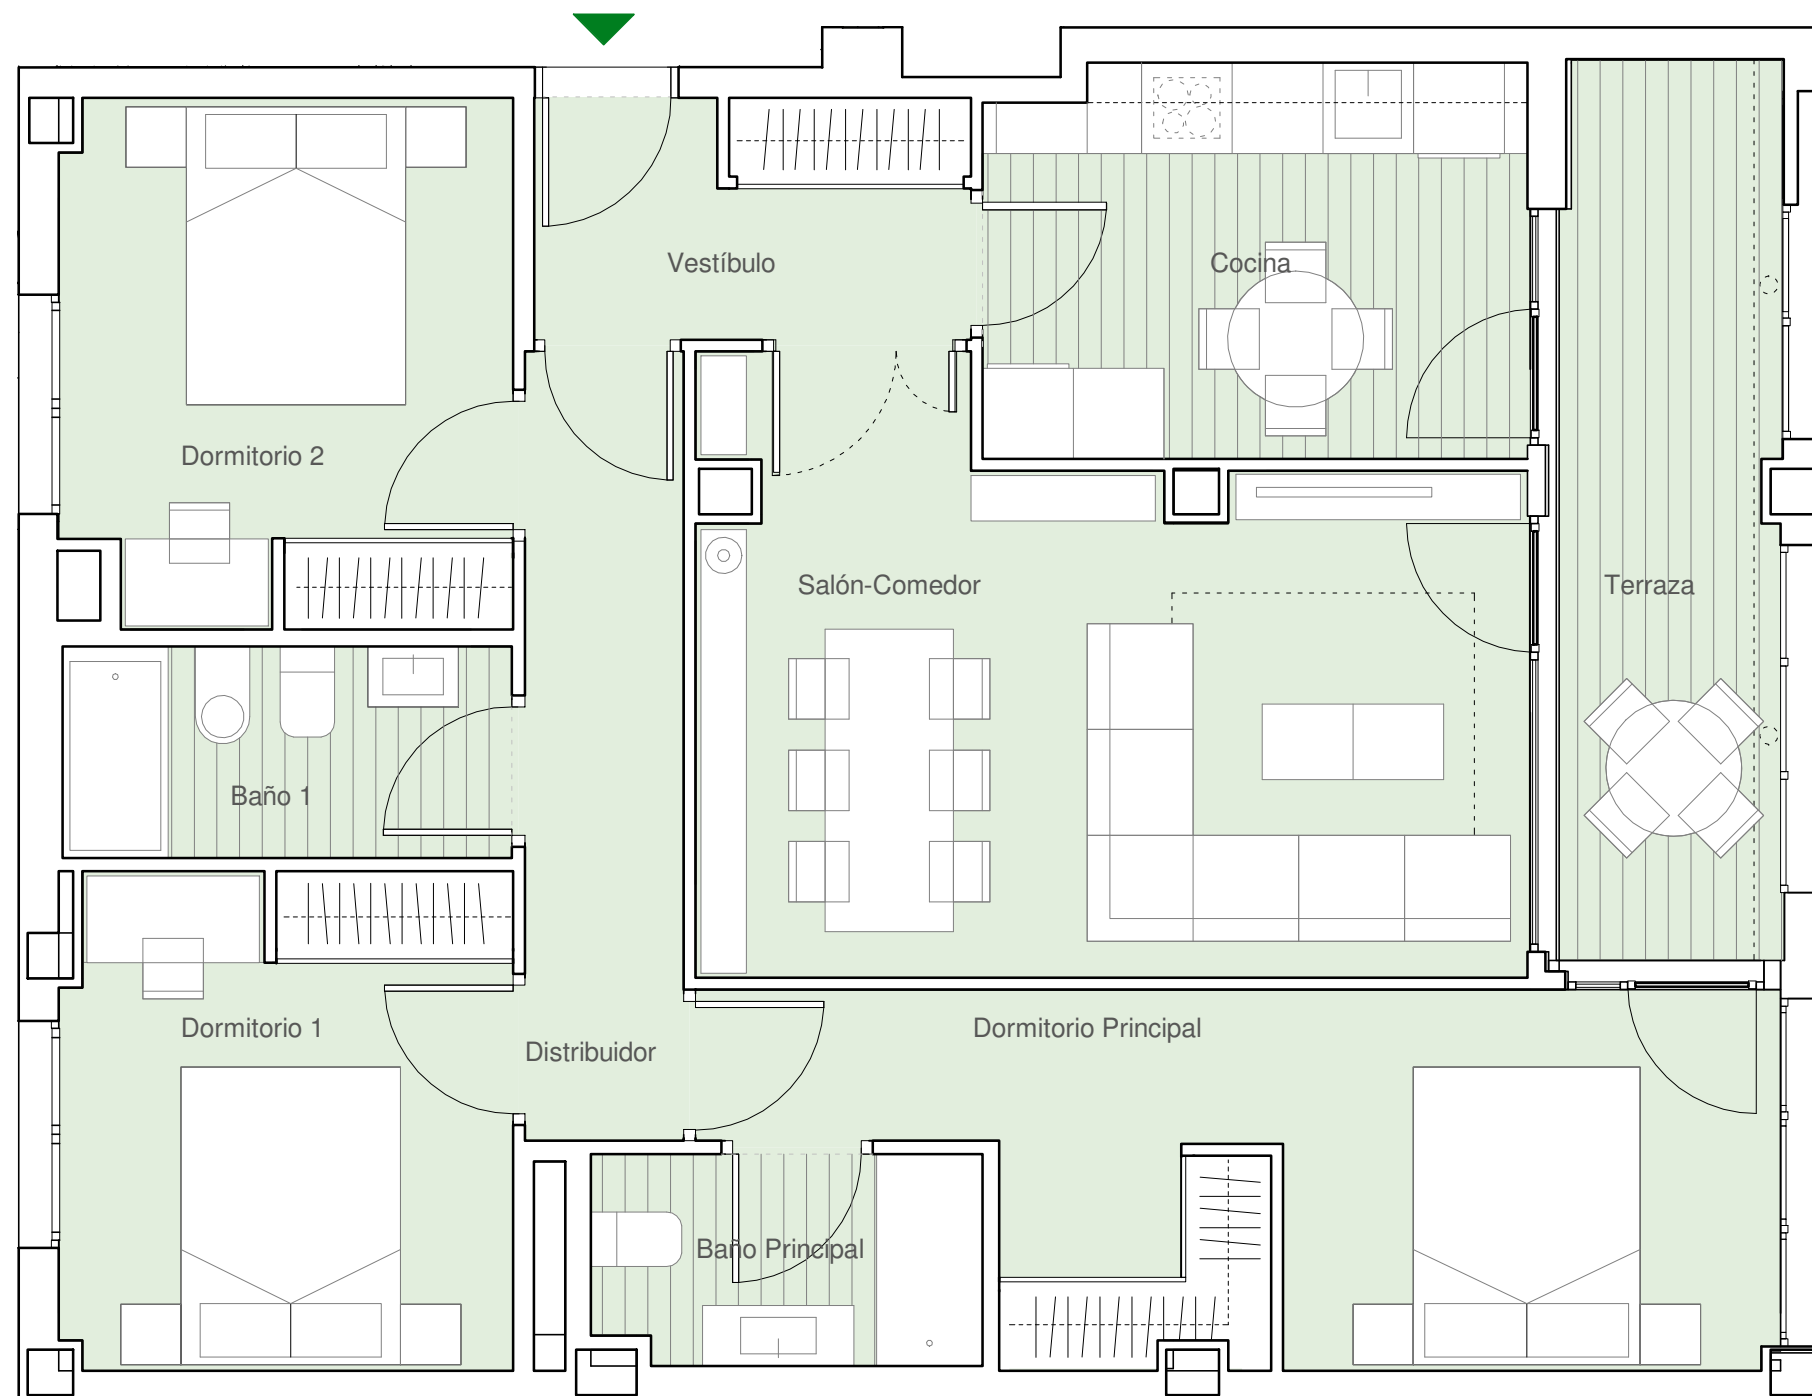 Vestíbulo
Cocina
Dormitorio 2
Salón-Comedor
Terraza
Baño 1
Dormitorio 1
Distribuidor
Dormitorio Principal
Baño Principal